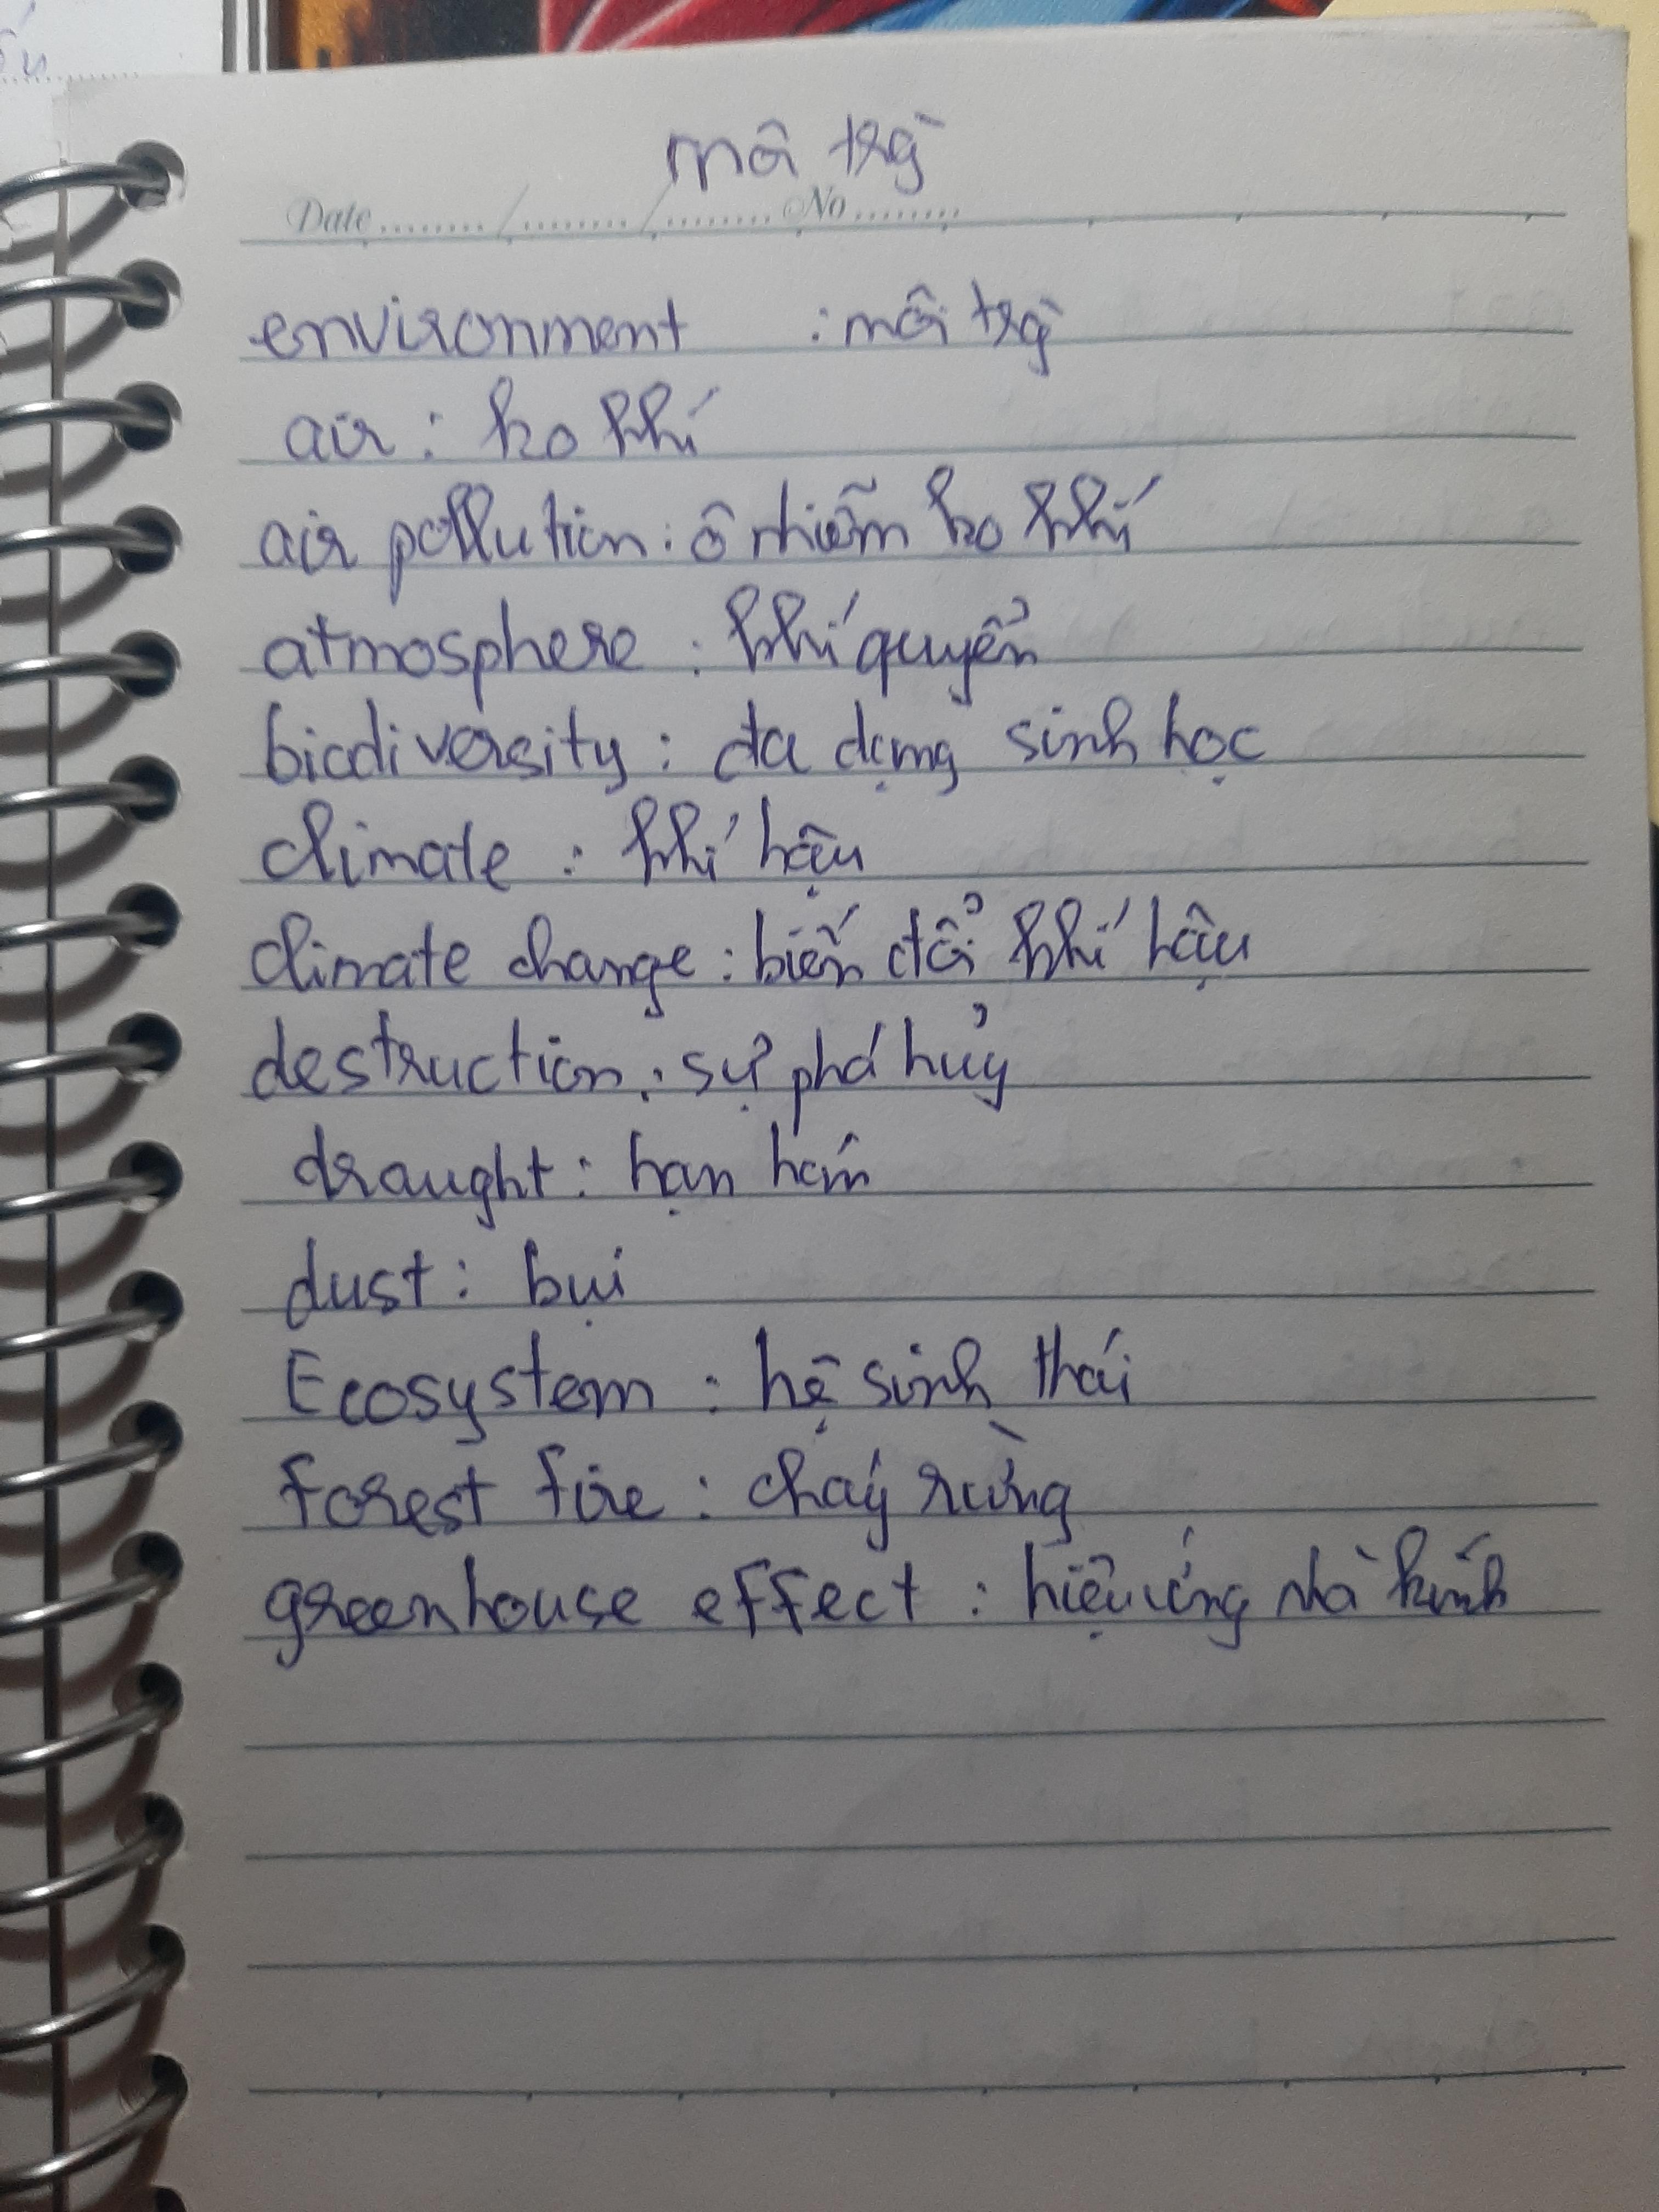 môi trg̀
Date ......../......../........ No ........
environment : môi trg̀
air : ko khí
air pollution : ô nhiễm ko khí
atmosphere : khí quyển
biodiversity : đa dạng sinh học
climate : khí hậu
climate change : biến đổi khí hậu
destruction : sự phá hủy
draught : hạn hán
dust : bụi
Ecosystem : hệ sinh thái
forest fire : cháy rừng
greenhouse effect : hiệu ứng nhà kính